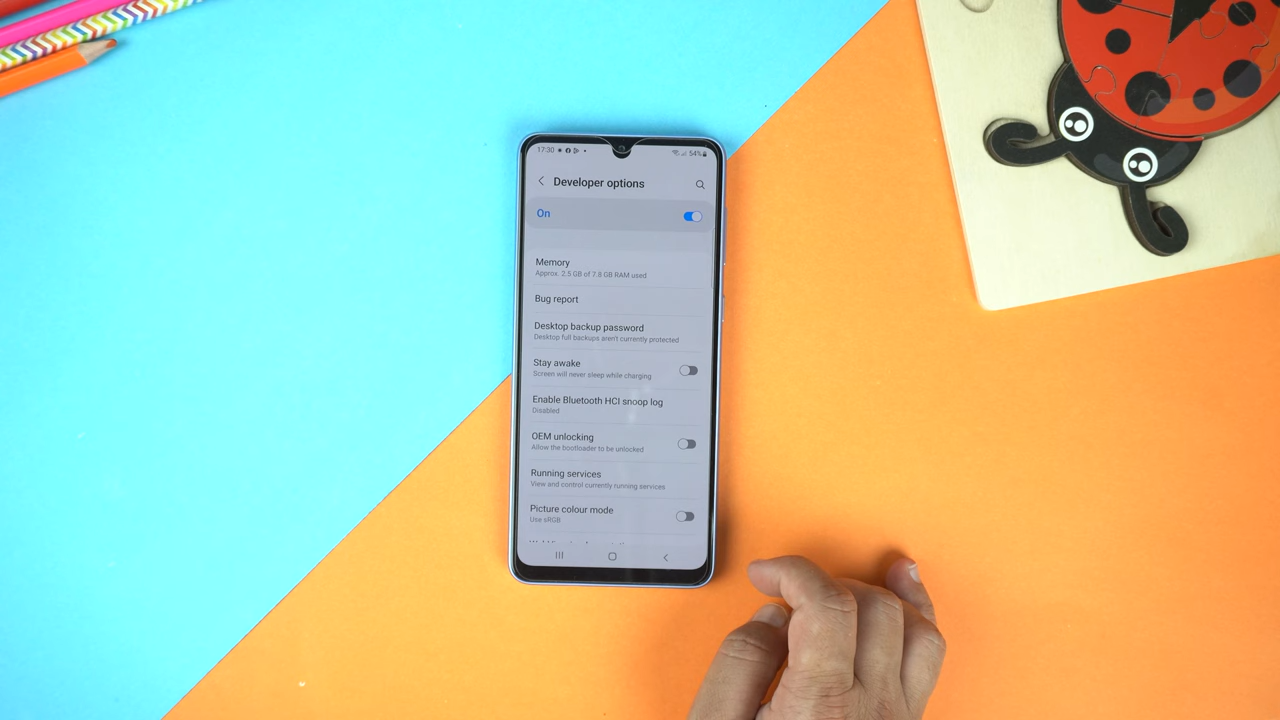 17:30
54%
Developer options
On
Memory
Approx. 2.5 GB of 7.8 GB RAM used
Bug report
Desktop backup password
Desktop full backups aren't currently protected
Stay awake
Screen will never sleep while charging
Enable Bluetooth HCI snoop log
Disabled
OEM unlocking
Allow the bootloader to be unlocked
Running services
View and control currently running services
Picture colour mode
Use sRGB